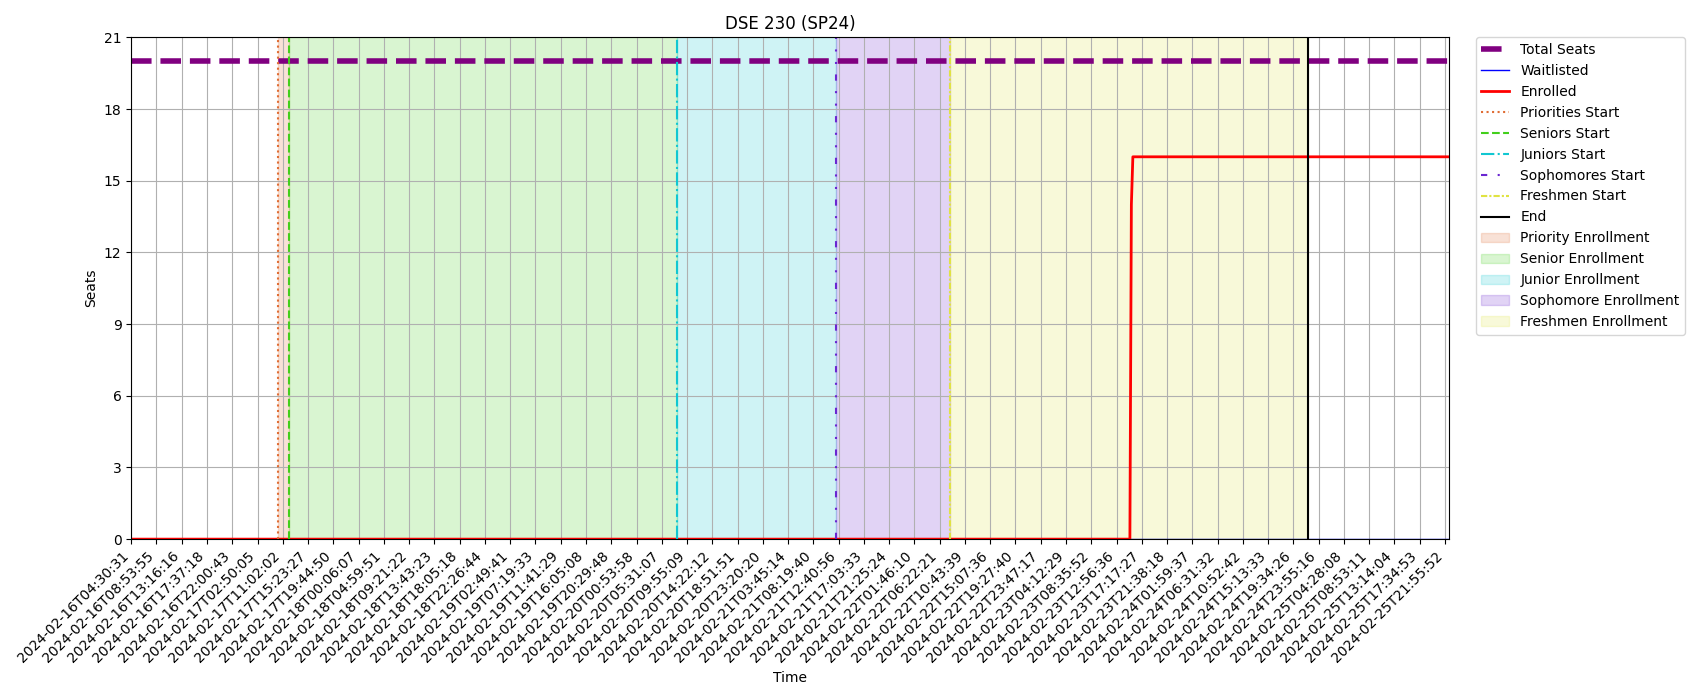 DSE 230 (SP24)
21
18
15
12
9
6
3
0
Seats
2024-02-16T04:30:31
2024-02-16T08:53:55
2024-02-16T13:16:16
2024-02-16T17:37:18
2024-02-16T22:00:43
2024-02-17T02:50:05
2024-02-17T11:02:02
2024-02-17T15:23:27
2024-02-17T19:44:50
2024-02-18T00:06:07
2024-02-18T04:59:51
2024-02-18T09:21:22
2024-02-18T13:43:23
2024-02-18T18:05:18
2024-02-18T22:26:44
2024-02-19T02:49:41
2024-02-19T07:19:33
2024-02-19T11:41:29
2024-02-19T16:05:08
2024-02-19T20:29:48
2024-02-20T00:53:58
2024-02-20T05:31:07
2024-02-20T09:55:09
2024-02-20T14:22:12
2024-02-20T18:51:51
2024-02-20T23:20:20
2024-02-21T03:45:14
2024-02-21T08:19:40
2024-02-21T12:40:56
2024-02-21T17:03:33
2024-02-21T21:25:24
2024-02-22T01:46:10
2024-02-22T06:22:21
2024-02-22T10:43:39
2024-02-22T15:07:36
2024-02-22T19:27:40
2024-02-22T23:47:17
2024-02-23T04:12:29
2024-02-23T08:35:52
2024-02-23T12:56:36
2024-02-23T17:17:27
2024-02-23T21:38:18
2024-02-24T01:59:37
2024-02-24T06:31:32
2024-02-24T10:52:42
2024-02-24T15:13:33
2024-02-24T19:34:26
2024-02-24T23:55:16
2024-02-25T04:28:08
2024-02-25T08:53:11
2024-02-25T13:14:04
2024-02-25T17:34:53
2024-02-25T21:55:52
Time
Total Seats
Waitlisted
Enrolled
Priorities Start
Seniors Start
Juniors Start
Sophomores Start
Freshmen Start
End
Priority Enrollment
Senior Enrollment
Junior Enrollment
Sophomore Enrollment
Freshmen Enrollment